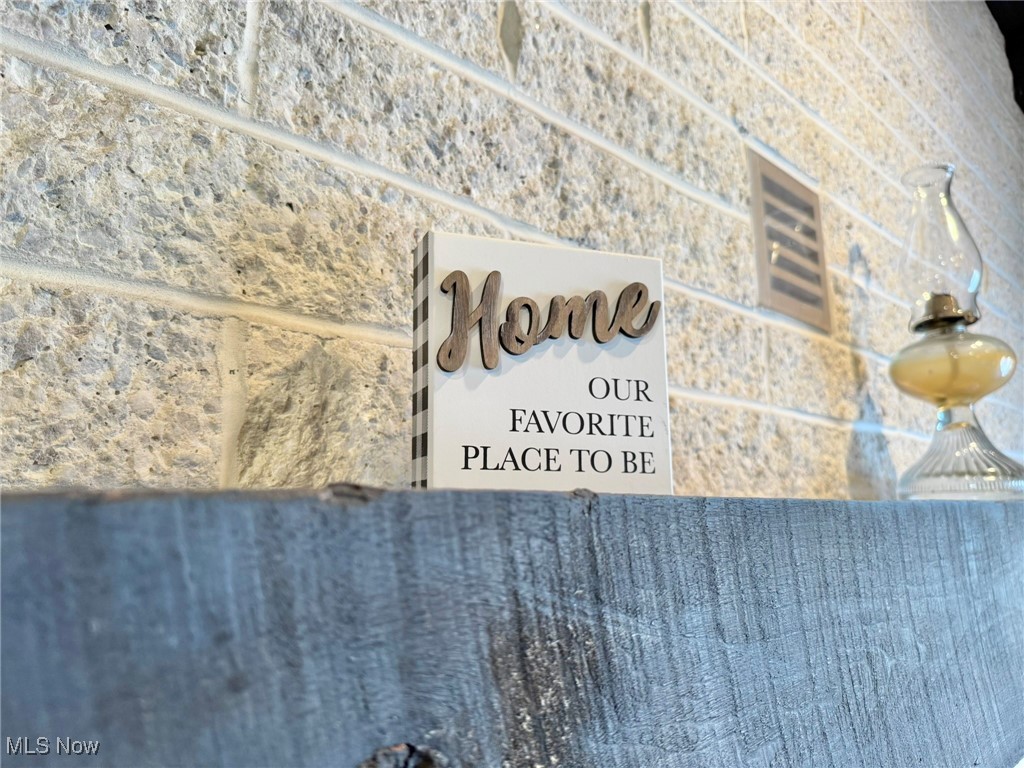 Home
OUR
FAVORITE
PLACE TO BE
MLS Now